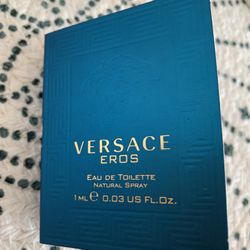 VERSACE
EROS
EAU DE TOILETTE
NATURAL SPRAY
1 ML ℮ 0.03 US FL.OZ.